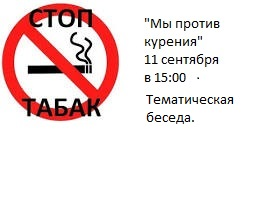 СТОП
ТАБАК
"Мы против
курения"
11 сентября
в 15:00 ·
Тематическая
беседа.